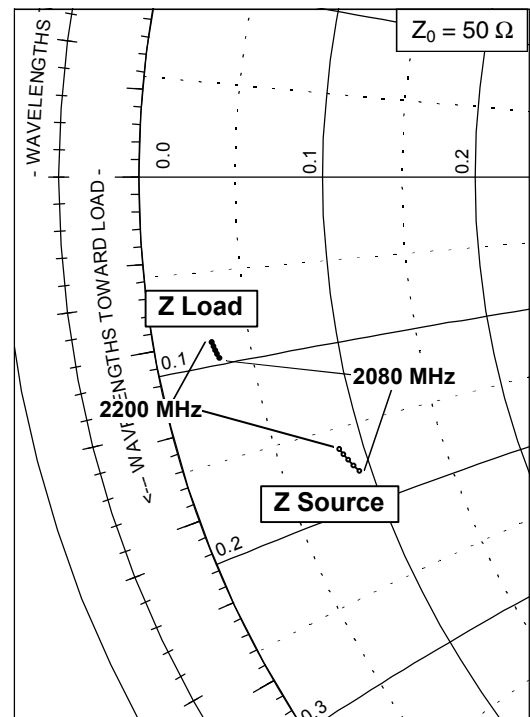 Z₀ = 50 Ω
- WAVELENGTHS
0.0
0.1
0.2
<--- WAVELENGTHS TOWARD LOAD -
Z Load
0.1
2080 MHz
2200 MHz
Z Source
0.2
0.3